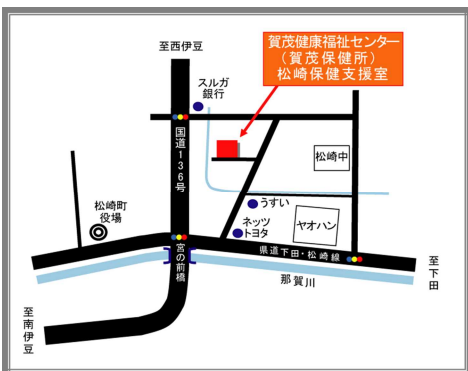 至西伊豆
賀茂健康福祉センター
（賀茂保健所）
松崎保健支援室
スルガ
銀行
国道136号
松崎中
松崎町
役場
うすい
ネッツ
トヨタ
ヤオハン
宮の前橋
県道下田・松崎線
那賀川
至下田
至南伊豆